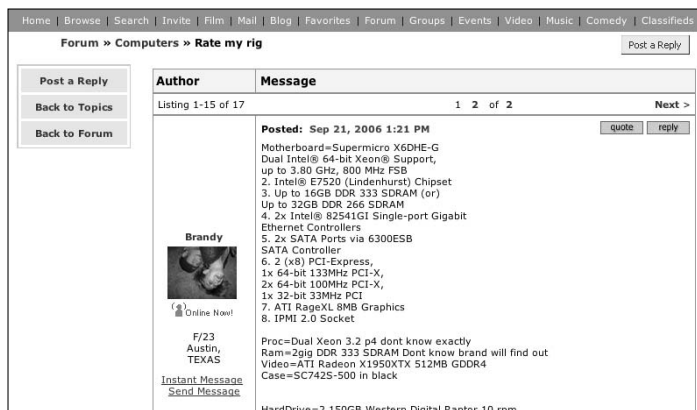 Home | Browse | Search | Invite | Film | Mail | Blog | Favorites | Forum | Groups | Events | Video | Music | Comedy | Classifieds
Forum » Computers » Rate my rig
Post a Reply
Post a Reply
Back to Topics
Back to Forum
Author Message
Listing 1-15 of 17 1 2 of 2 Next >
Posted: Sep 21, 2006 1:21 PM quote reply
Motherboard=Supermicro X6DHE-G
Dual Intel® 64-bit Xeon® Support,
up to 3.80 GHz, 800 MHz FSB
2. Intel® E7520 (Lindenhurst) Chipset
3. Up to 16GB DDR 333 SDRAM (or)
Up to 32GB DDR 266 SDRAM
4. 2x Intel® 82541GI Single-port Gigabit
Ethernet Controllers
5. 2x SATA Ports via 6300ESB
SATA Controller
6. 2 (x8) PCI-Express,
1x 64-bit 133MHz PCI-X,
2x 64-bit 100MHz PCI-X,
1x 32-bit 33MHz PCI
7. ATI RageXL 8MB Graphics
8. IPMI 2.0 Socket
Proc=Dual Xeon 3.2 p4 dont know exactly
Ram=2gig DDR 333 SDRAM Dont know brand will find out
Video=ATI Radeon X1950XTX 512MB GDDR4
Case=SC742S-500 in black
HardDrive=2 150GB Western Digital Raptor 10 rpm
Brandy
Online Now!
F/23
Austin,
TEXAS
Instant Message
Send Message